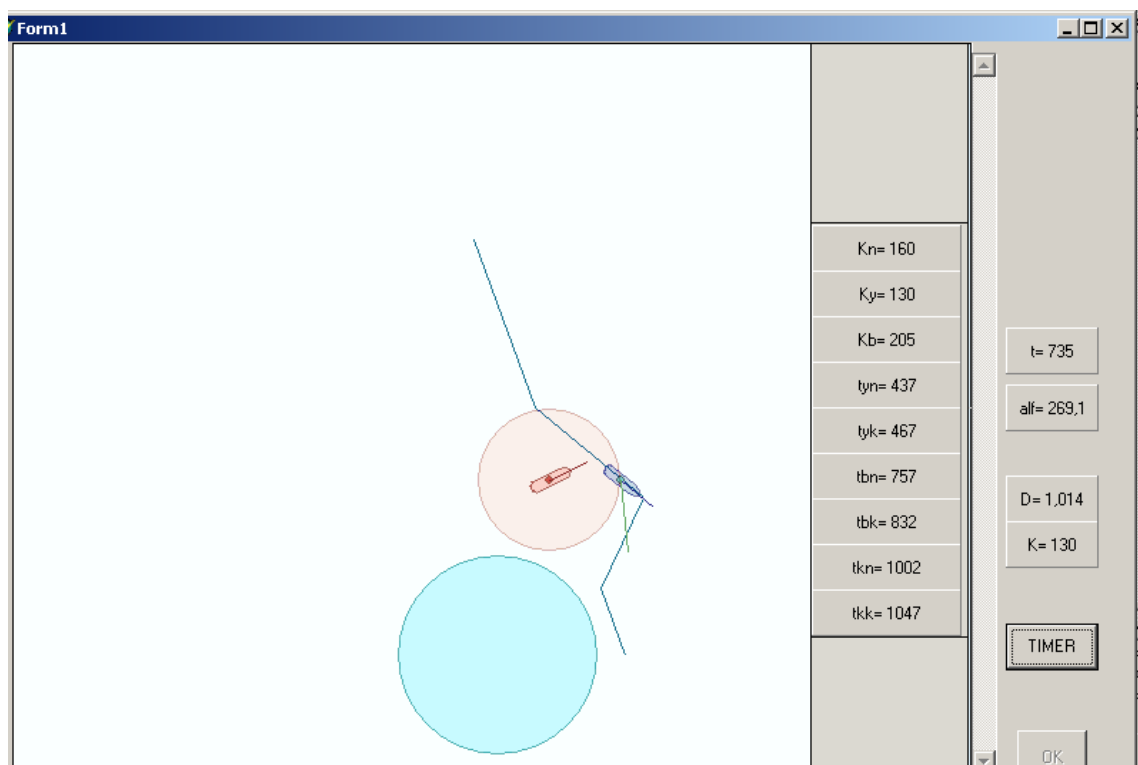 Form1
Kn= 160
Ky= 130
Kb= 205
tyn= 437
tyk= 467
tbn= 757
tbk= 832
tkn= 1002
tkk= 1047
t= 735
alf= 269,1
D= 1,014
K= 130
TIMER
OK